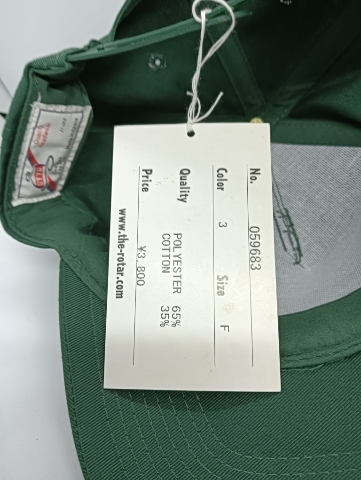 No. 059683
Color 3 Size F
Quality POLYESTER 65%
COTTON 35%
Price ¥3,800
www.the-rotar.com